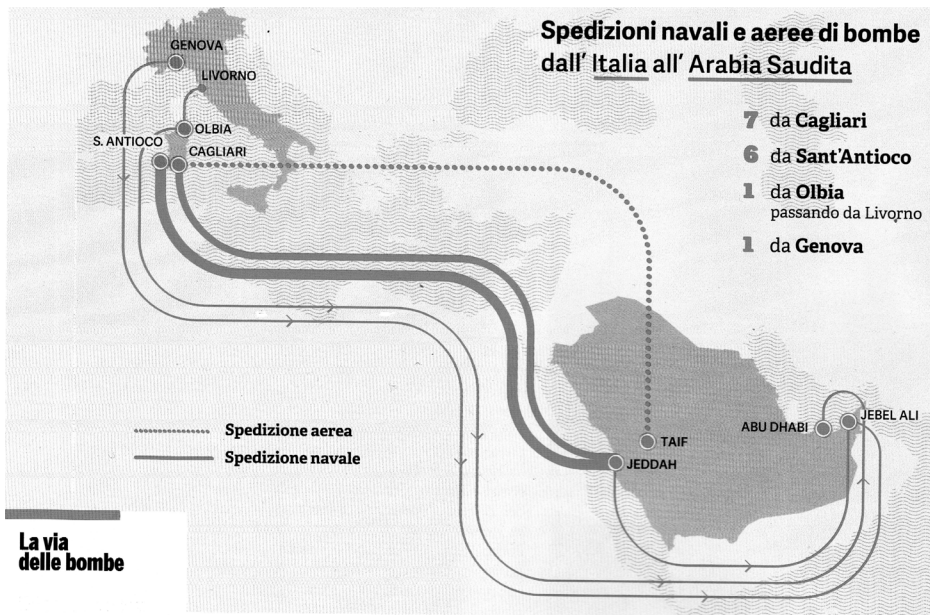 Spedizioni navali e aeree di bombe
dall' Italia all' Arabia Saudita
7 da Cagliari
6 da Sant'Antioco
1 da Olbia
passando da Livorno
1 da Genova
GENOVA
LIVORNO
OLBIA
S. ANTIOCO
CAGLIARI
Spedizione aerea
Spedizione navale
TAIF
JEDDAH
ABU DHABI
JEBEL ALI
La via
delle bombe